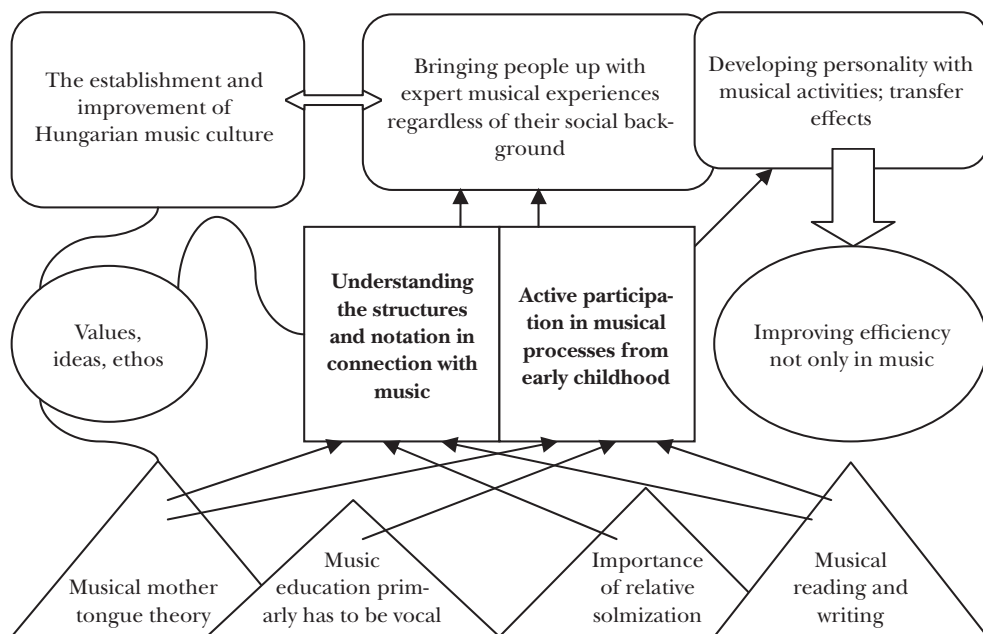 The establishment and
improvement of
Hungarian music culture
Bringing people up with
expert musical experiences
regardless of their social back-
ground
Developing personality with
musical activities; transfer
effects
Values,
ideas, ethos
Understanding
the structures
and notation in
connection with
music
Active participa-
tion in musical
processes from
early childhood
Improving efficiency
not only in music
Musical mother
tongue theory
Music
education prim-
arly has to be vocal
Importance
of relative
solmization
Musical
reading and
writing